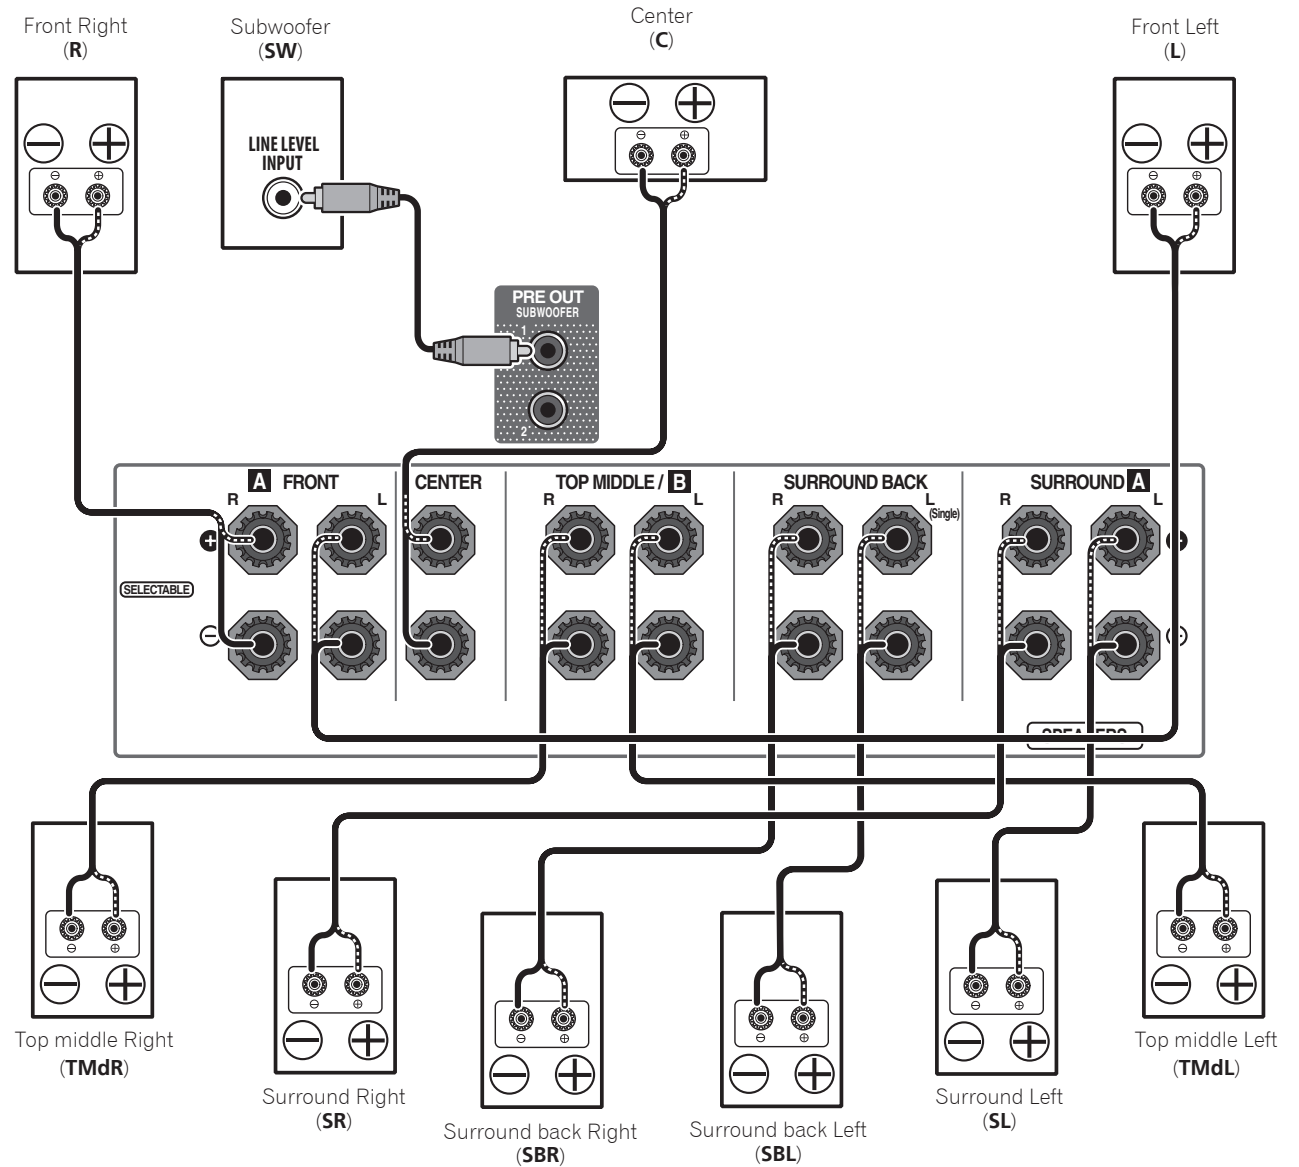 Front Right
(R)
Subwoofer
(SW)
Center
(C)
Front Left
(L)
LINE LEVEL
INPUT
PRE OUT
SUBWOOFER
1
2
A FRONT
CENTER
TOP MIDDLE / B
SURROUND BACK
SURROUND A
R
L
R
L
R
L
(Single)
R
L
SELECTABLE
Top middle Right
(TMdR)
Surround Right
(SR)
Surround back Right
(SBR)
Surround back Left
(SBL)
Surround Left
(SL)
Top middle Left
(TMdL)